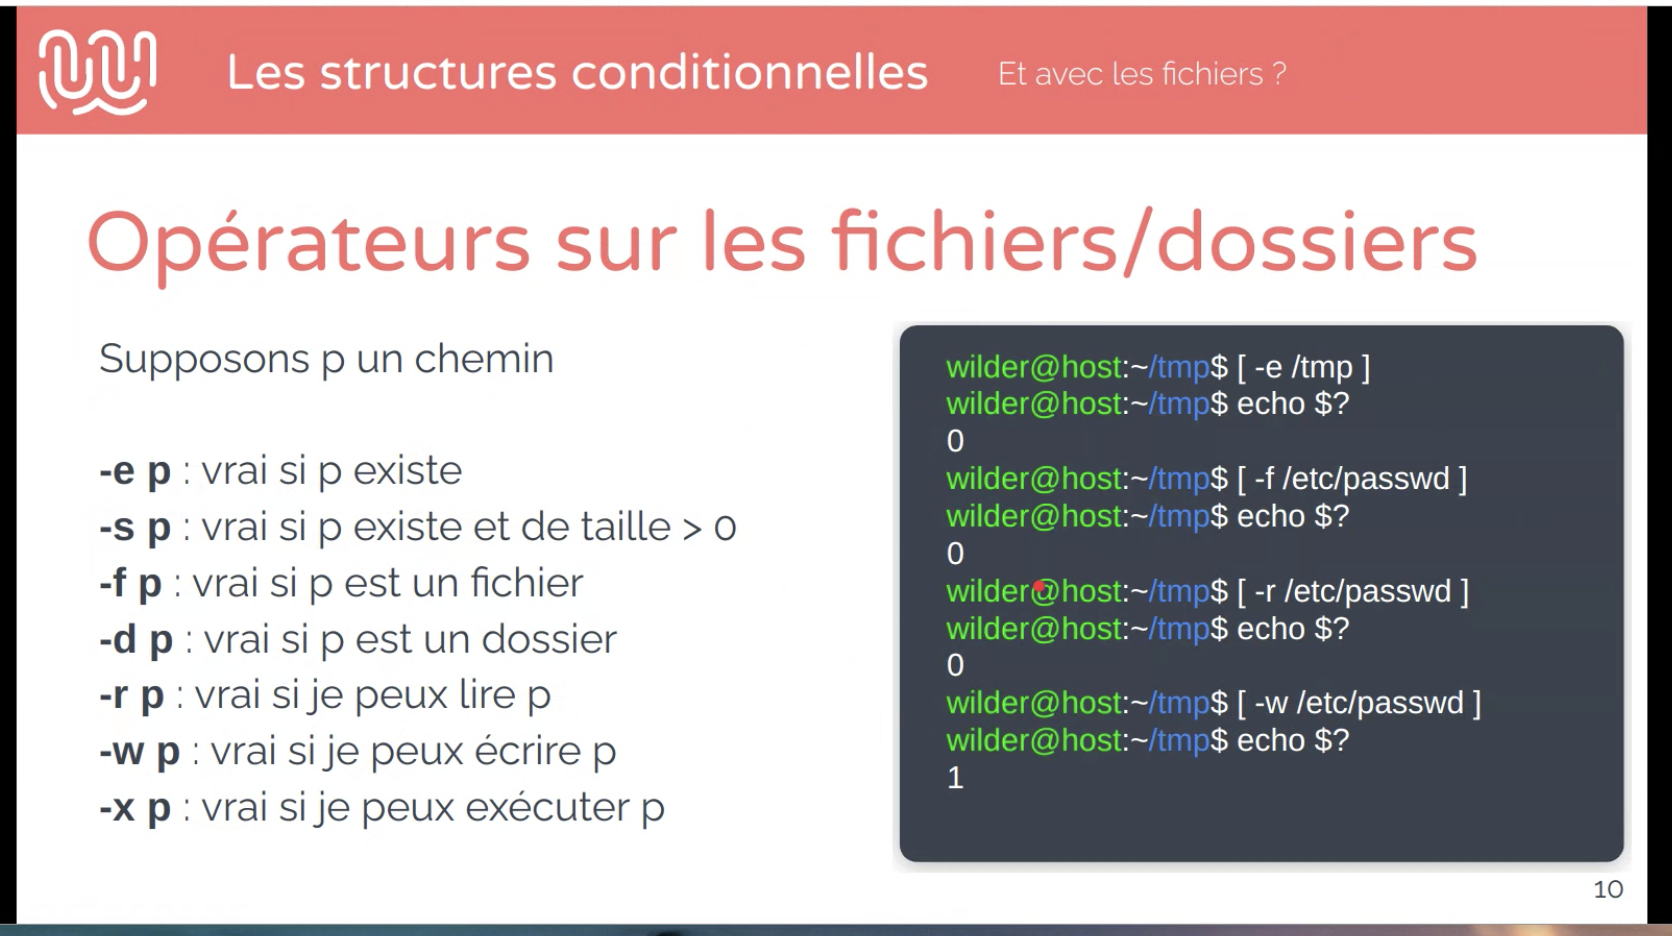 Les structures conditionnelles
Et avec les fichiers ?
Opérateurs sur les fichiers/dossiers
Supposons p un chemin
-e p : vrai si p existe
-s p : vrai si p existe et de taille > 0
-f p : vrai si p est un fichier
-d p : vrai si p est un dossier
-r p : vrai si je peux lire p
-w p : vrai si je peux écrire p
-x p : vrai si je peux exécuter p
wilder@host:~/tmp$ [ -e /tmp ]
wilder@host:~/tmp$ echo $?
0
wilder@host:~/tmp$ [ -f /etc/passwd ]
wilder@host:~/tmp$ echo $?
0
wilder@host:~/tmp$ [ -r /etc/passwd ]
wilder@host:~/tmp$ echo $?
0
wilder@host:~/tmp$ [ -w /etc/passwd ]
wilder@host:~/tmp$ echo $?
1
10